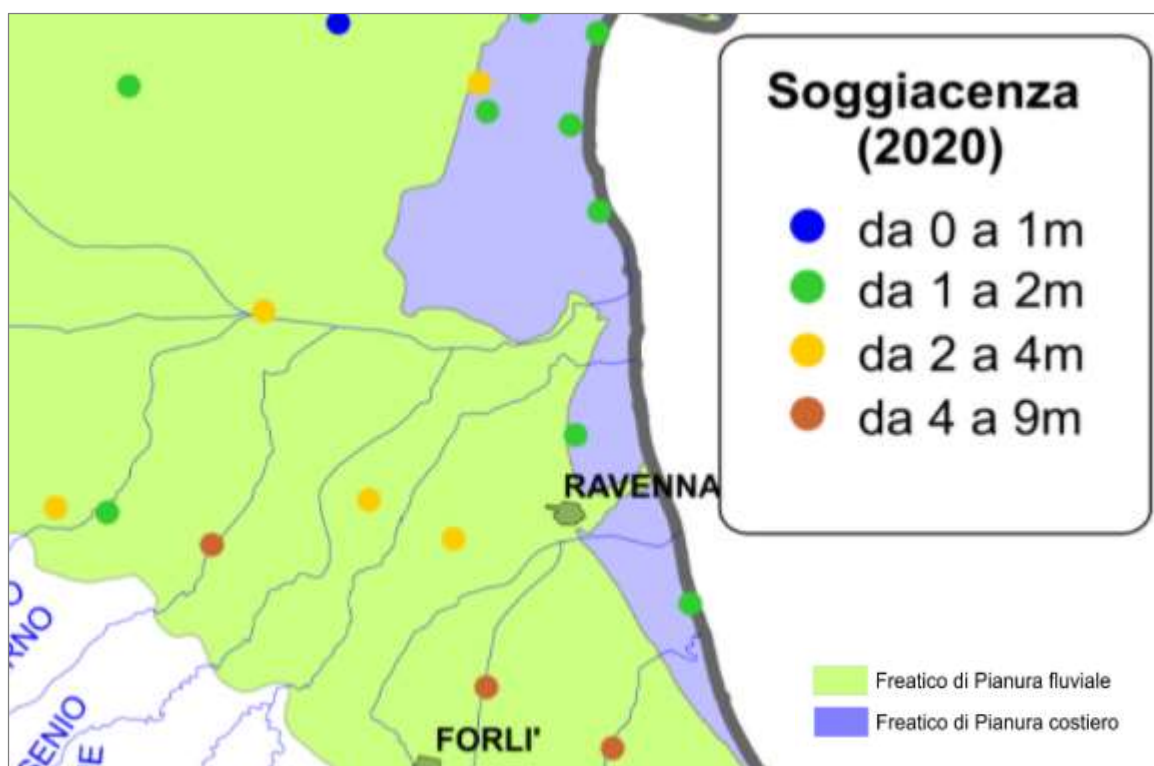 Soggiacenza
(2020)
da 0 a 1m
da 1 a 2m
da 2 a 4m
da 4 a 9m
RAVENNA
Freatico di Pianura fluviale
Freatico di Pianura costiero
FORLI'